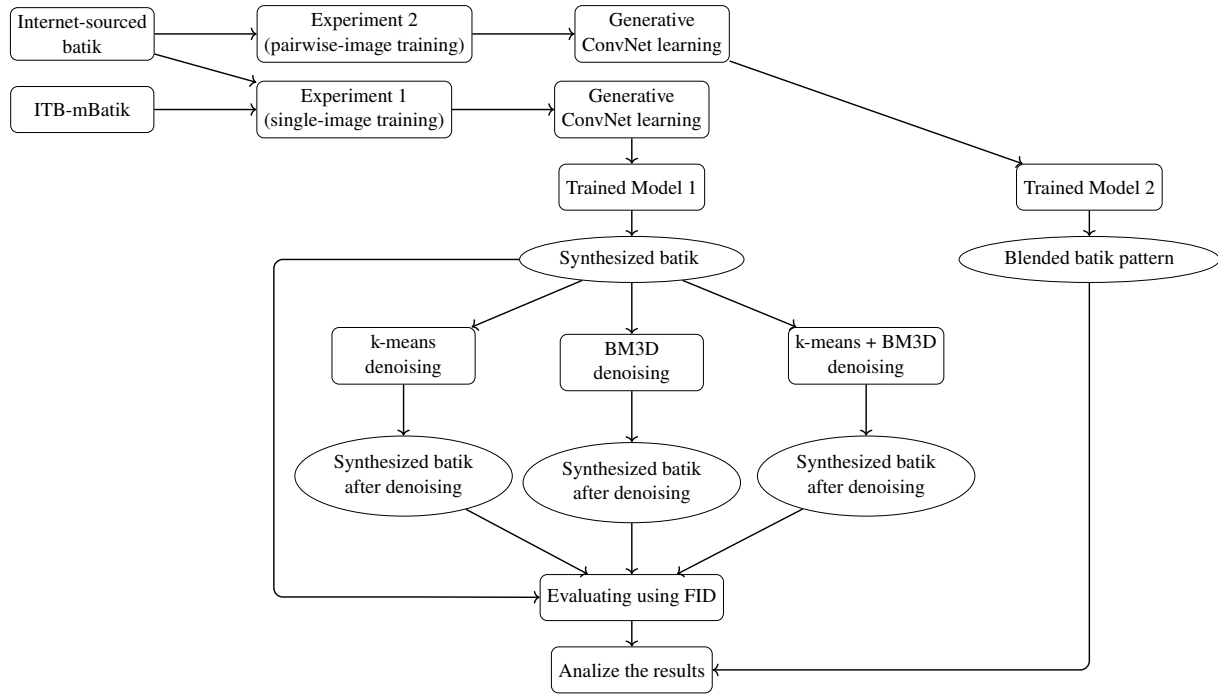 Internet-sourced
batik
Experiment 2
(pairwise-image training)
Generative
ConvNet learning
ITB-mBatik
Experiment 1
(single-image training)
Generative
ConvNet learning
Trained Model 1
Trained Model 2
Synthesized batik
Blended batik pattern
k-means
denoising
BM3D
denoising
k-means + BM3D
denoising
Synthesized batik
after denoising
Synthesized batik
after denoising
Synthesized batik
after denoising
Evaluating using FID
Analize the results